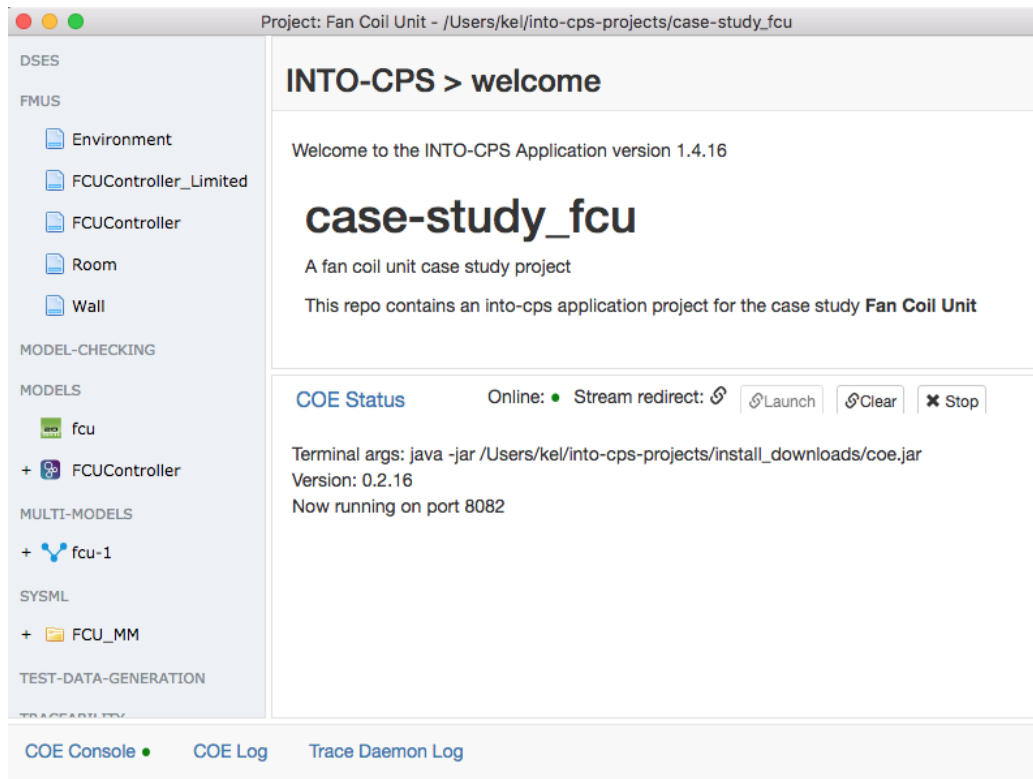 Project: Fan Coil Unit - /Users/kel/into-cps-projects/case-study_fcu
DSES
FMUS
Environment
FCUController_Limited
FCUController
Room
Wall
MODEL-CHECKING
MODELS
fcu
+ FCUController
MULTI-MODELS
+ fcu-1
SYSML
+ FCU_MM
TEST-DATA-GENERATION
TRACEABILITY
INTO-CPS > welcome
Welcome to the INTO-CPS Application version 1.4.16
case-study_fcu
A fan coil unit case study project
This repo contains an into-cps application project for the case study Fan Coil Unit
COE Status Online: Stream redirect: Launch Clear Stop
Terminal args: java -jar /Users/kel/into-cps-projects/install_downloads/coe.jar
Version: 0.2.16
Now running on port 8082
COE Console COE Log Trace Daemon Log